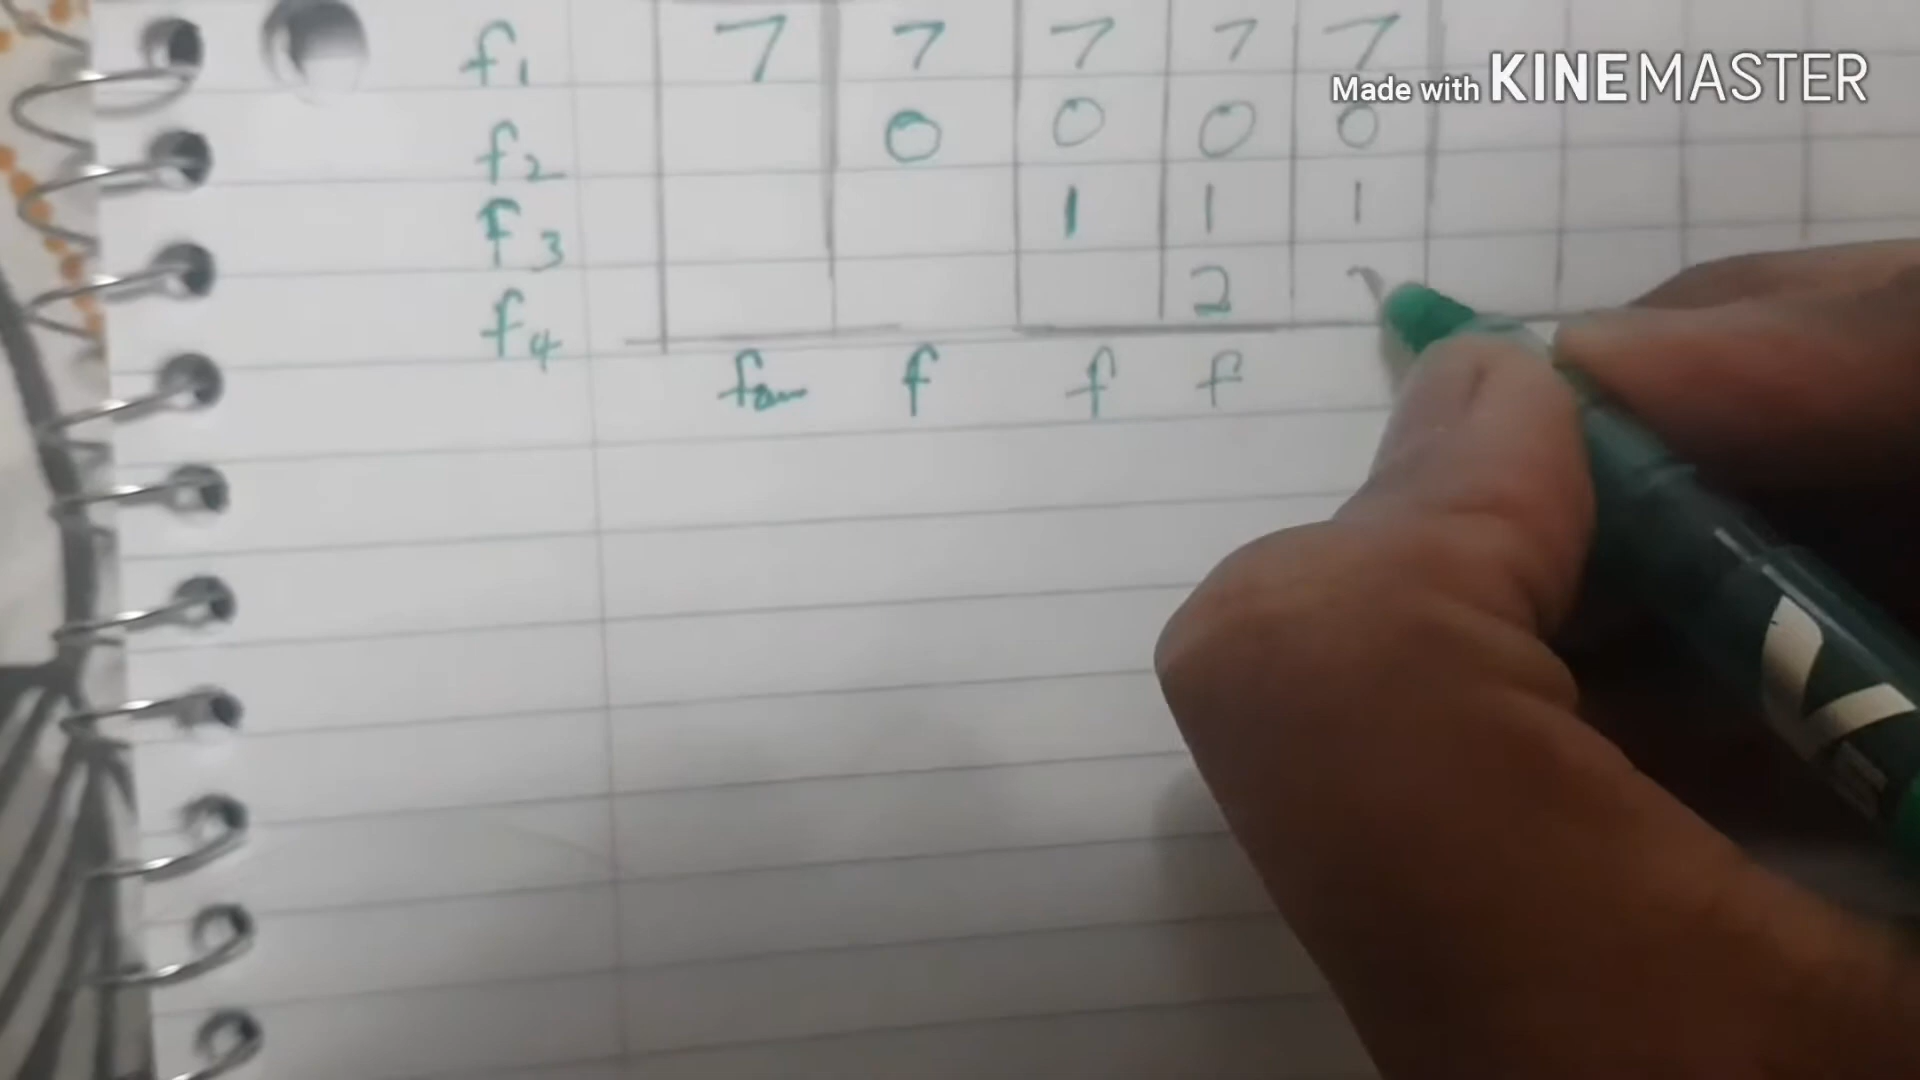 Made with KINEMASTER
f1 7 7 7 7 7
f2 0 0 0 0
f3 1 1 1
f4 2
f f f